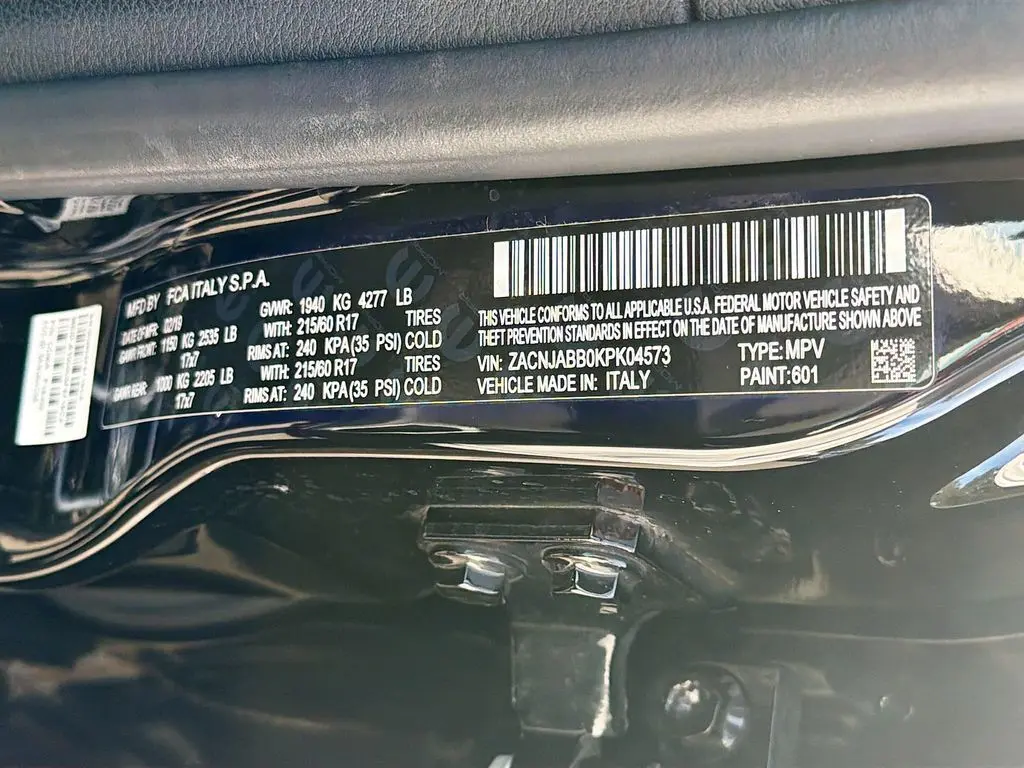 MFD BY FCA ITALY S.P.A.
DATE OF MFR: 02/19 GVWR: 1940 KG 4277 LB
GAWR FRONT: 1150 KG 2535 LB WITH: 215/60 R17 TIRES
17x7 RIMS AT: 240 KPA(35 PSI) COLD
GAWR REAR: 1000 KG 2205 LB WITH: 215/60 R17 TIRES
17x7 RIMS AT: 240 KPA(35 PSI) COLD
THIS VEHICLE CONFORMS TO ALL APPLICABLE U.S.A. FEDERAL MOTOR VEHICLE SAFETY AND
THEFT PREVENTION STANDARDS IN EFFECT ON THE DATE OF MANUFACTURE SHOWN ABOVE
VIN: ZACNJABB0KPK04573 TYPE: MPV
VEHICLE MADE IN: ITALY PAINT:601